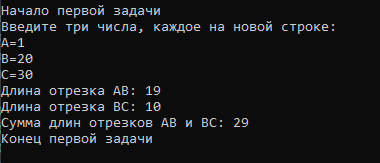 Начало первой задачи
Введите три числа, каждое на новой строке:
A=1
B=20
C=30
Длина отрезка AB: 19
Длина отрезка BC: 10
Сумма длин отрезков AB и BC: 29
Конец первой задачи